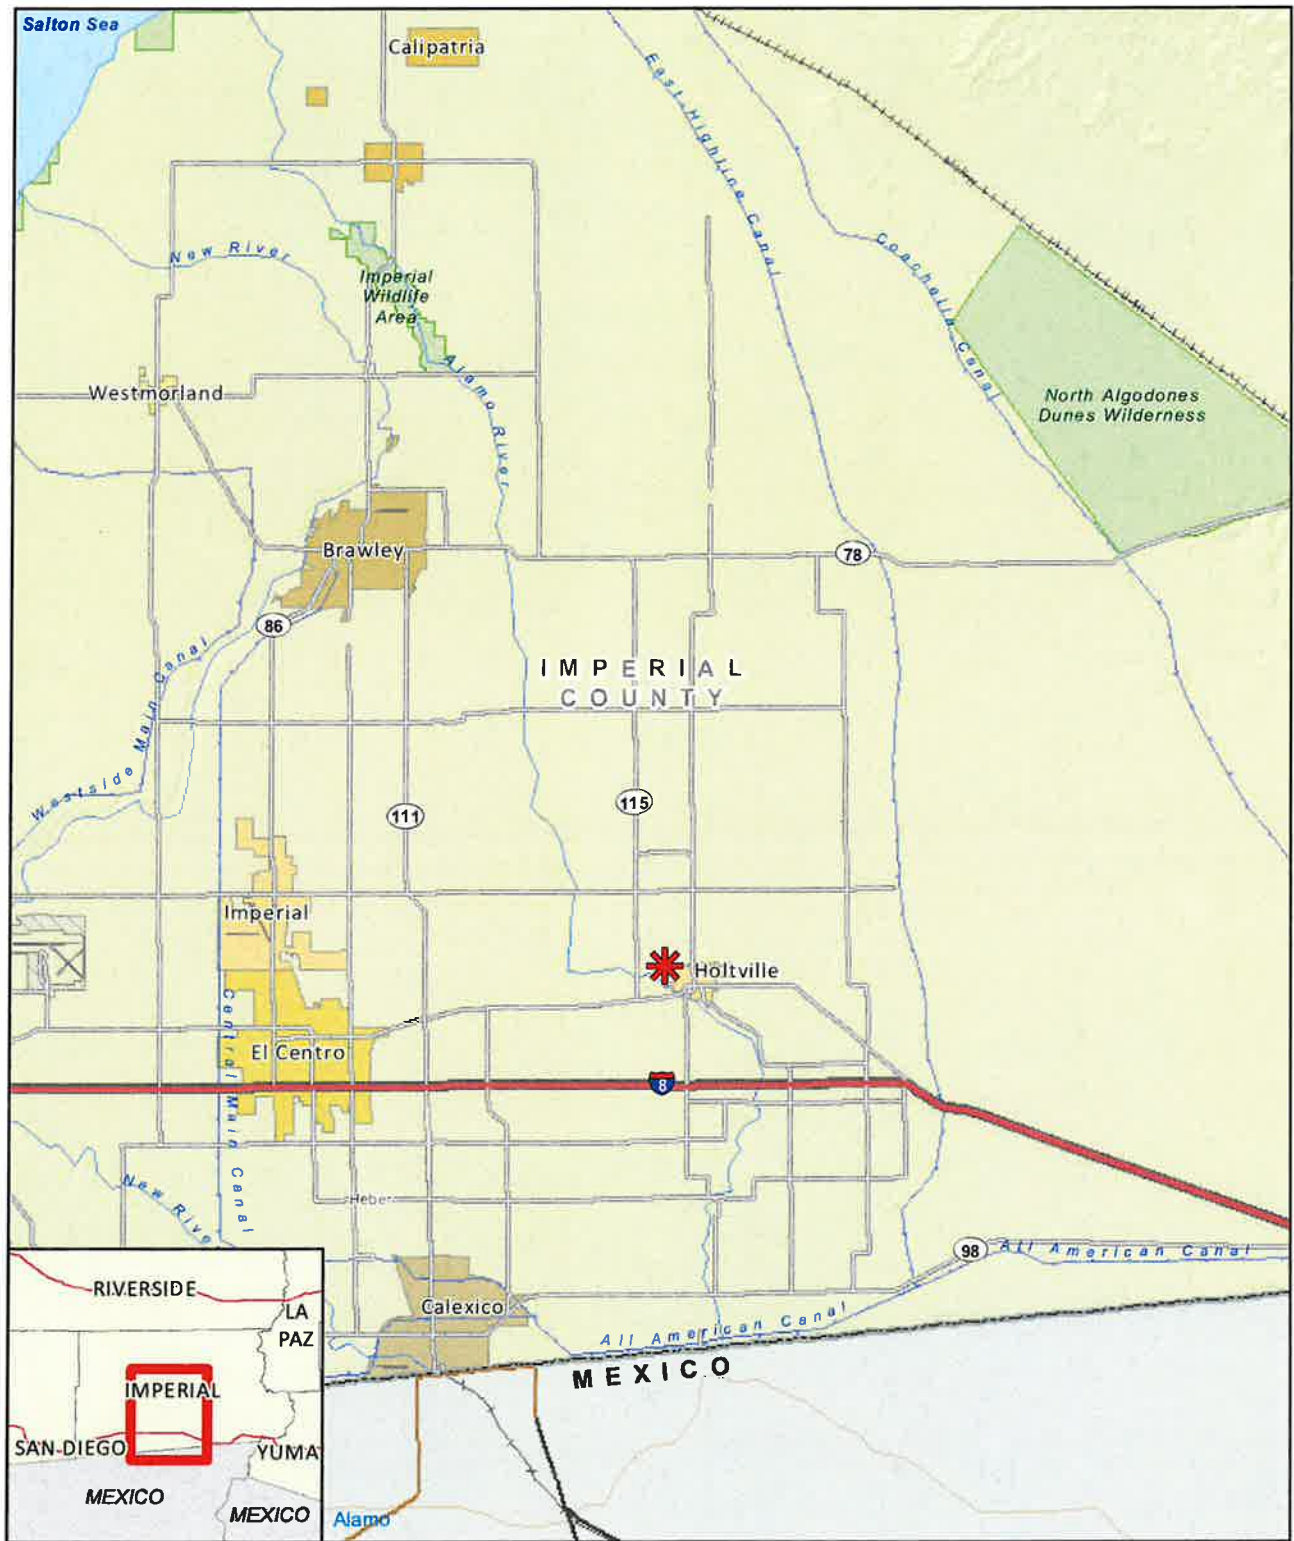 Salton Sea
Calipatria
East Highline Canal
Coachella Canal
New River
Imperial
Wildlife
Area
Alamo River
Westmorland
North Algodones
Dunes Wilderness
Brawley
78
86
IMPERIAL
COUNTY
Westside Main Canal
111
115
Imperial
Holtville
Central Main Canal
El Centro
8
New Rive
Heber
98
All American Canal
Calexico
All American Canal
MEXICO
RIVERSIDE
LA
PAZ
IMPERIAL
SAN DIEGO
YUMA
MEXICO
MEXICO
Alamo